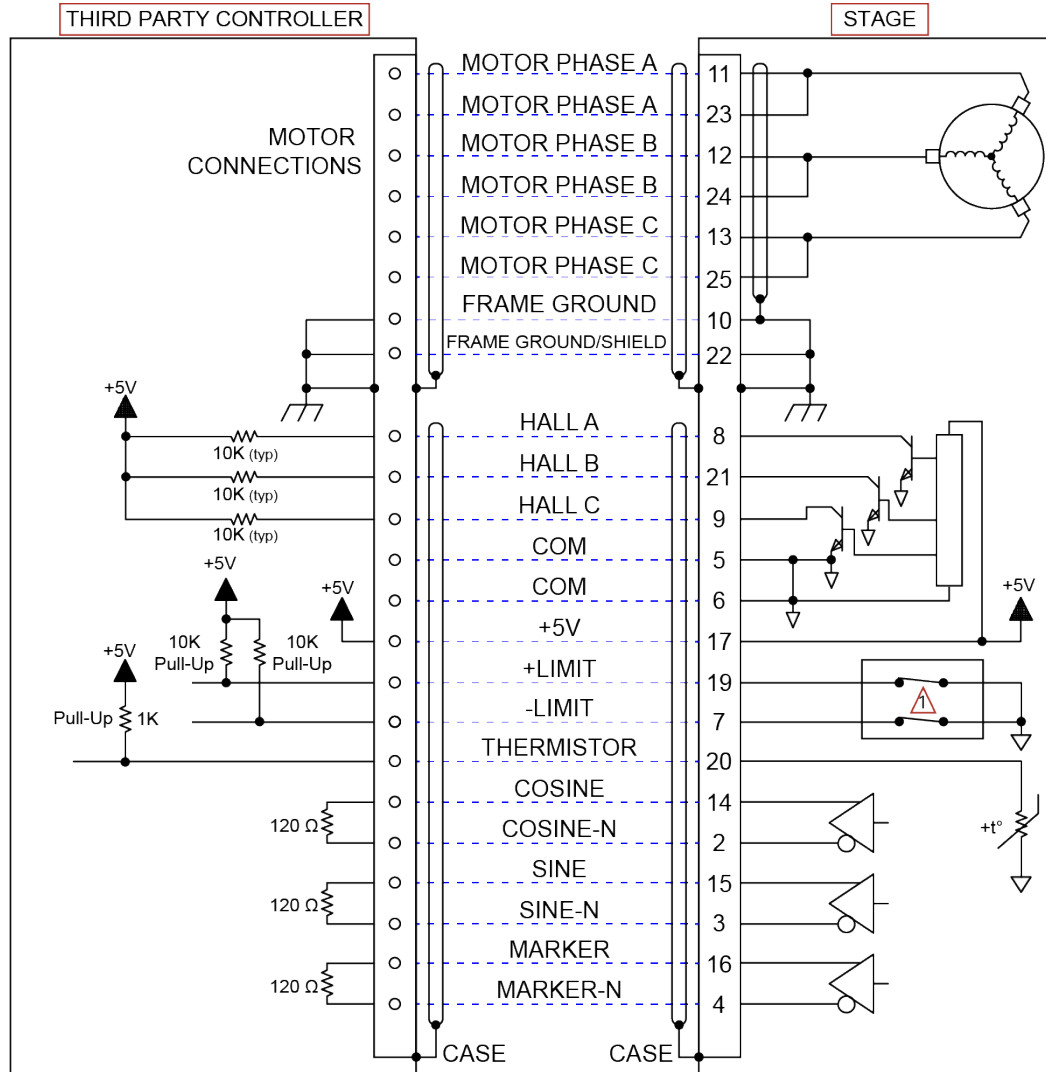 THIRD PARTY CONTROLLER
STAGE
MOTOR PHASE A
11
MOTOR PHASE A
23
MOTOR
CONNECTIONS
MOTOR PHASE B
12
MOTOR PHASE B
24
MOTOR PHASE C
13
MOTOR PHASE C
25
FRAME GROUND
10
FRAME GROUND/SHIELD
22
+5V
HALL A
8
10K (typ)
HALL B
21
10K (typ)
HALL C
9
10K (typ)
COM
5
+5V
COM
6
+5V
+5V
+5V
17
10K
Pull-Up
10K
Pull-Up
+5V
+LIMIT
19
1
Pull-Up
1K
-LIMIT
7
THERMISTOR
20
COSINE
14
120 Ω
COSINE-N
2
+t°
SINE
15
120 Ω
SINE-N
3
MARKER
16
120 Ω
MARKER-N
4
CASE
CASE